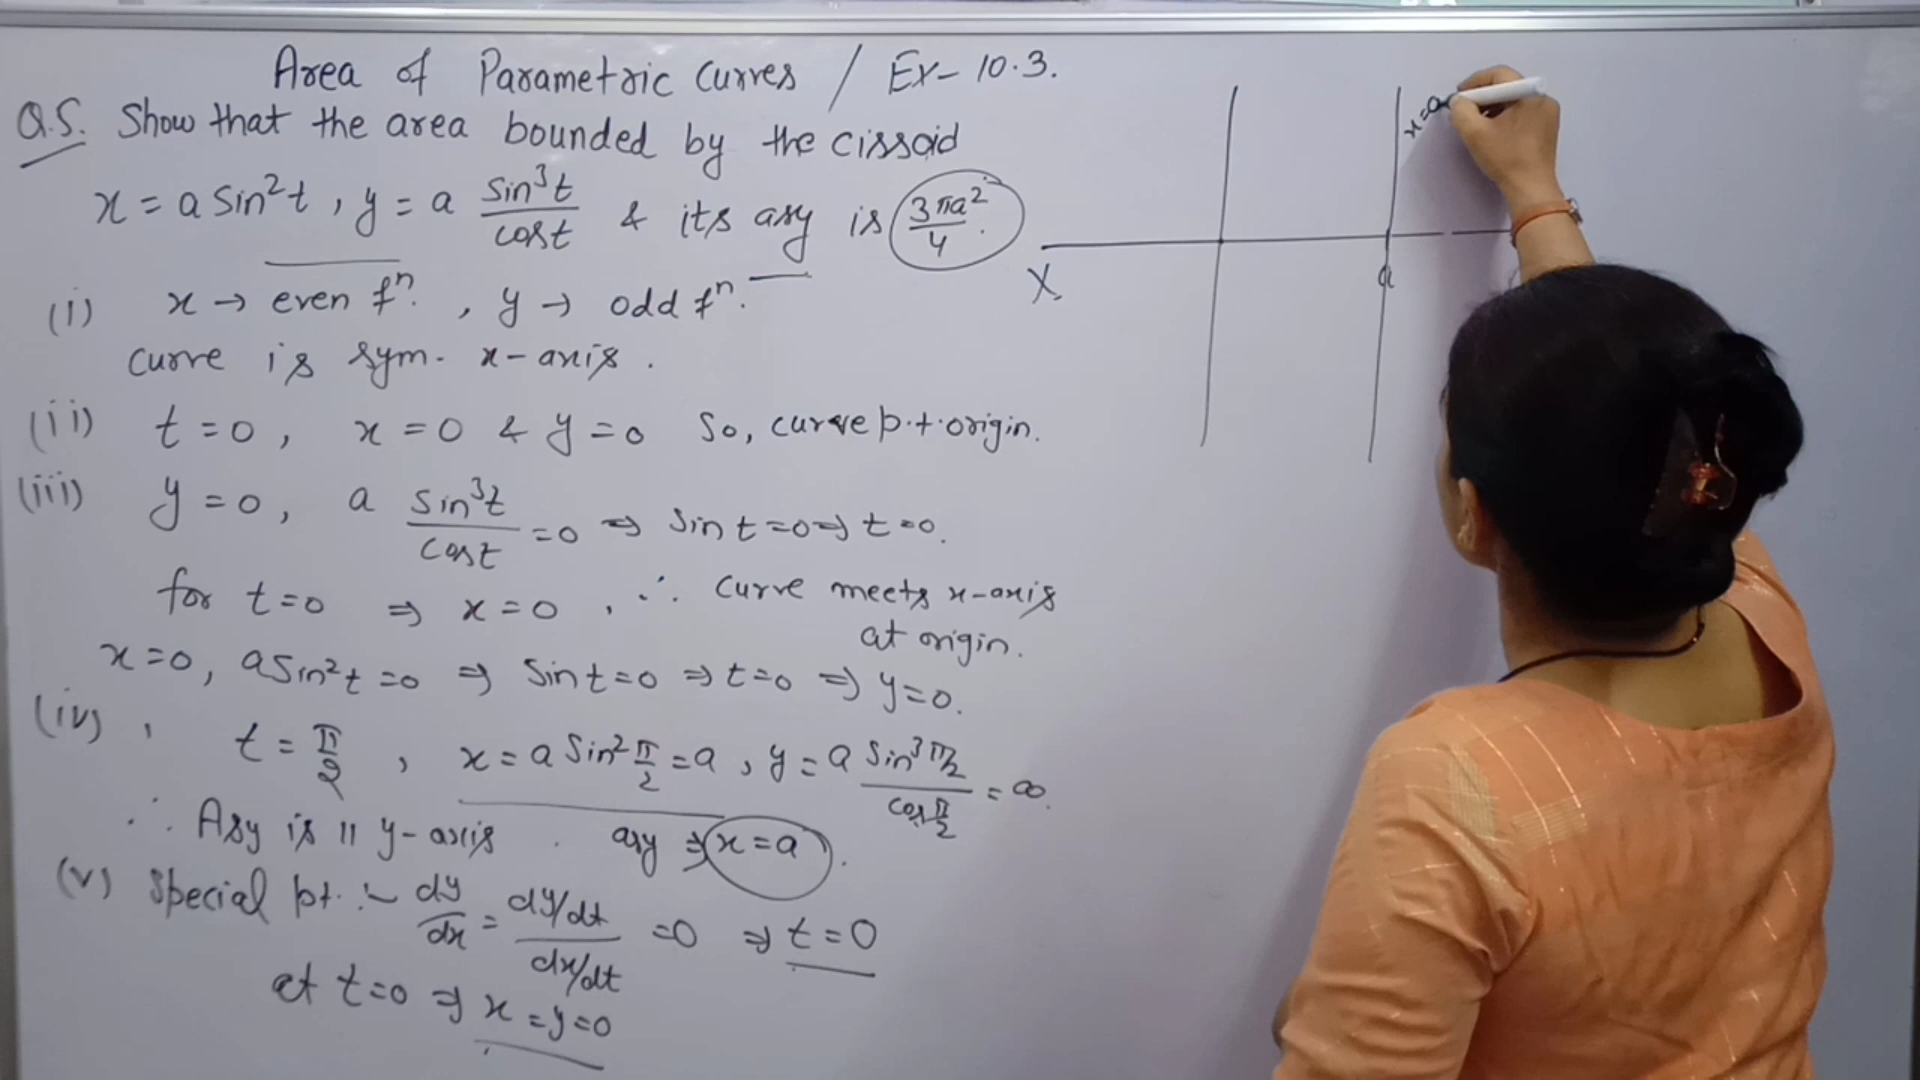 Area of Parametric Curves / Ex- 10.3.
Q.5. Show that the area bounded by the cissoid
x = a sin²t, y = a sin³t/cost & its asy is 3πa²/4.
(i) x → even fⁿ. , y → odd fⁿ.
curve is sym. x-axis.
(ii) t = 0, x = 0 & y = 0 So, curve p.t. origin.
(iii) y = 0, a sin³t/cost = 0 ⇒ sin t = 0 ⇒ t = 0.
for t = 0 ⇒ x = 0, ∴ curve meets x-axis
at origin.
x = 0, a sin²t = 0 ⇒ sin t = 0 ⇒ t = 0 ⇒ y = 0.
(iv), t = π/2, x = a sin² π/2 = a, y = a sin³ π/2 / cos π/2 = ∞.
∴ Asy is || y-axis. asy ⇒ x = a.
(v) Special pt. :- dy/dx = dy/dt / dx/dt = 0 ⇒ t = 0
at t = 0 ⇒ x = y = 0
x = a
X
a